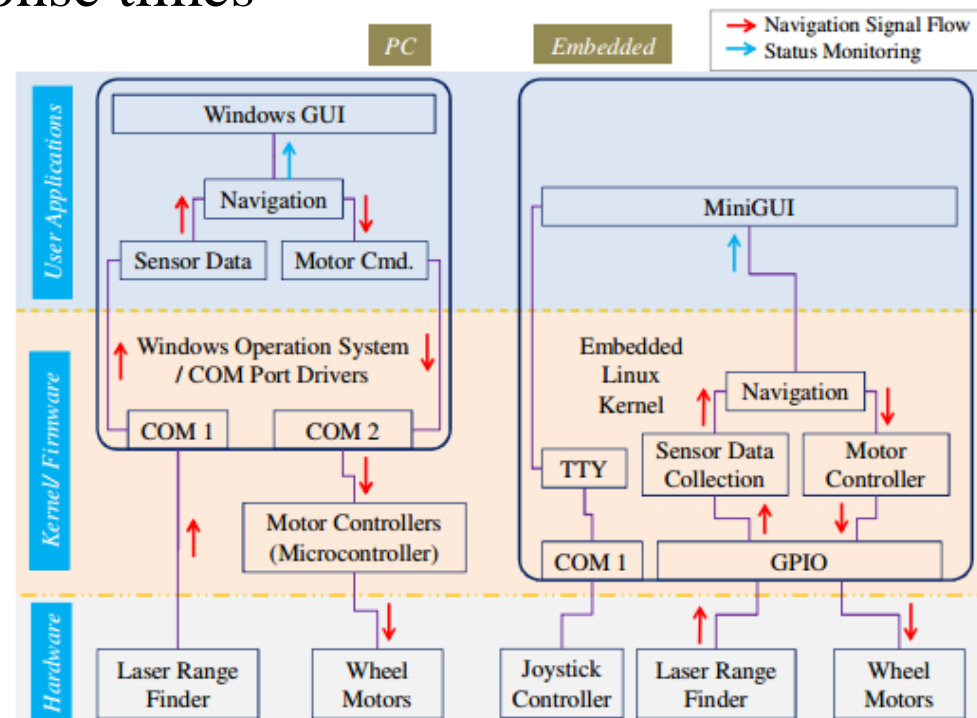 onse times
Navigation Signal Flow
Status Monitoring
PC
Embedded
User Applications
Windows GUI
Navigation
Sensor Data
Motor Cmd.
MiniGUI
Kernel/ Firmware
Windows Operation System
/ COM Port Drivers
COM 1
COM 2
Motor Controllers
(Microcontroller)
Embedded
Linux
Kernel
Navigation
Sensor Data
Collection
Motor
Controller
TTY
COM 1
GPIO
Hardware
Laser Range
Finder
Wheel
Motors
Joystick
Controller
Laser Range
Finder
Wheel
Motors